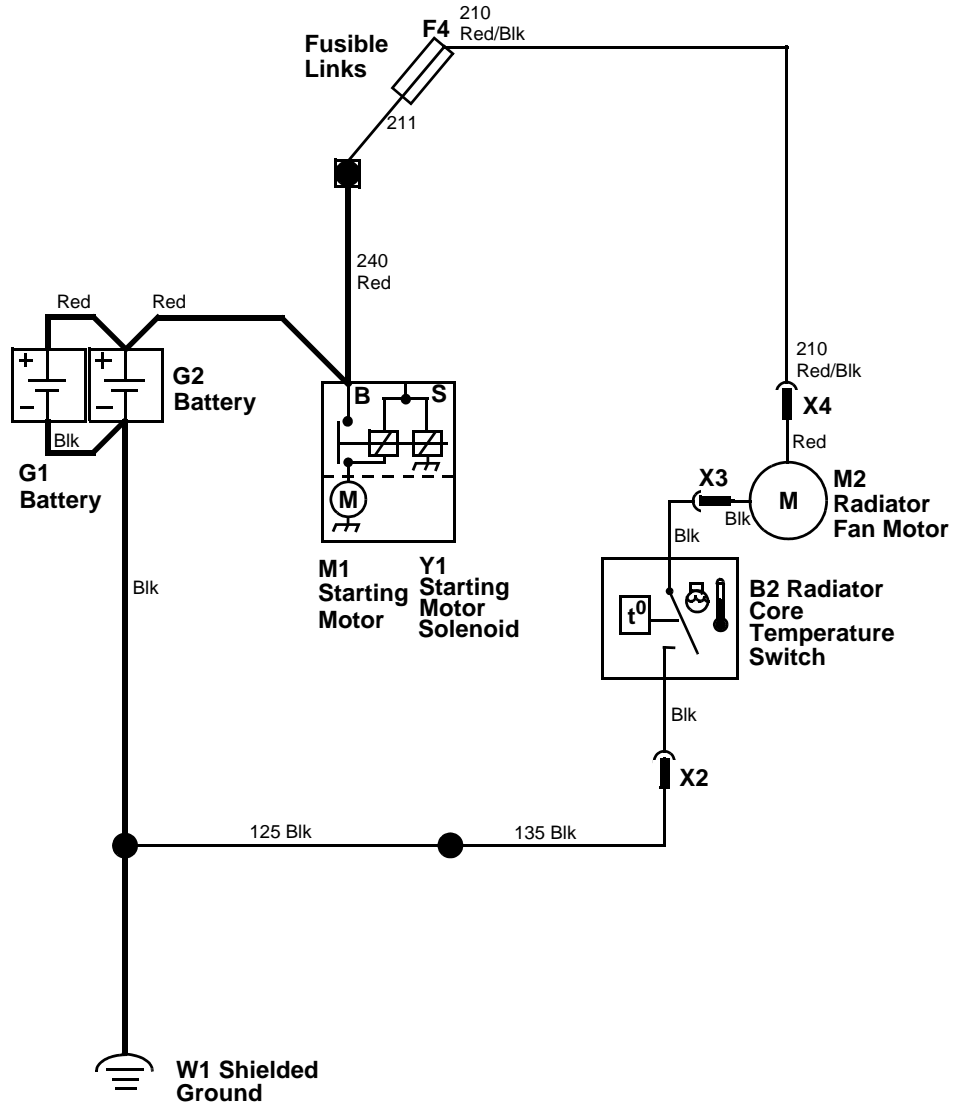 210
Red/Blk
F4
Fusible
Links
211
240
Red
Red
Red
210
Red/Blk
+
+
–
–
G2
Battery
B
S
X4
Blk
Red
G1
Battery
M
X3
Blk
M
M2
Radiator
Fan Motor
Blk
M1
Starting
Motor
Y1
Starting
Motor
Solenoid
Blk
t0
B2 Radiator
Core
Temperature
Switch
Blk
X2
125 Blk
135 Blk
W1 Shielded
Ground